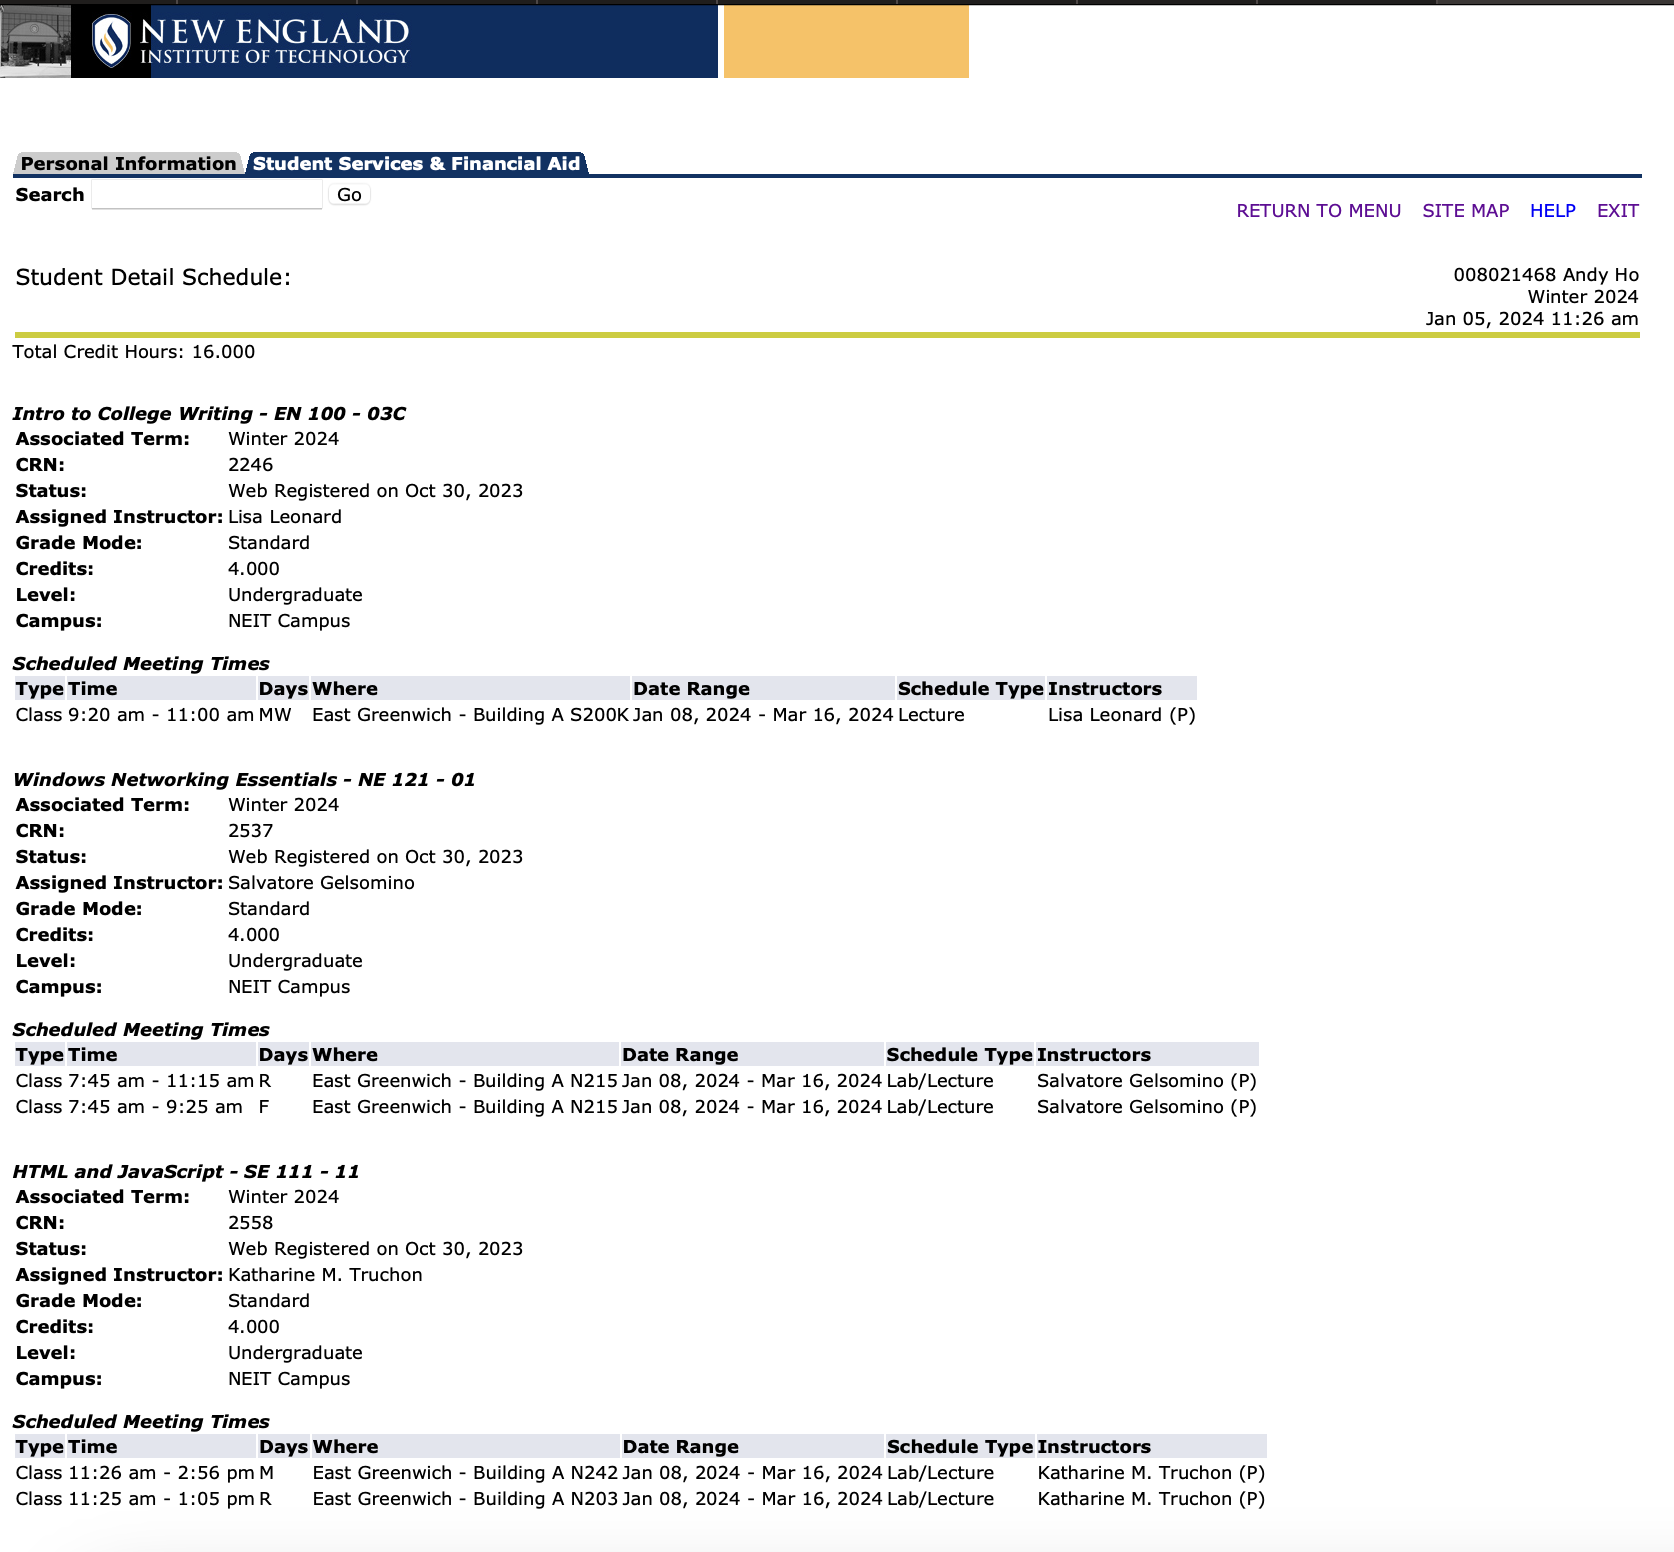 NEW ENGLAND
INSTITUTE OF TECHNOLOGY
Personal Information Student Services & Financial Aid
Search Go
RETURN TO MENU SITE MAP HELP EXIT
Student Detail Schedule:
008021468 Andy Ho
Winter 2024
Jan 05, 2024 11:26 am
Total Credit Hours: 16.000
Intro to College Writing - EN 100 - 03C
Associated Term: Winter 2024
CRN: 2246
Status: Web Registered on Oct 30, 2023
Assigned Instructor: Lisa Leonard
Grade Mode: Standard
Credits: 4.000
Level: Undergraduate
Campus: NEIT Campus
Scheduled Meeting Times
Type Time Days Where Date Range Schedule Type Instructors
Class 9:20 am - 11:00 am MW East Greenwich - Building A S200K Jan 08, 2024 - Mar 16, 2024 Lecture Lisa Leonard (P)
Windows Networking Essentials - NE 121 - 01
Associated Term: Winter 2024
CRN: 2537
Status: Web Registered on Oct 30, 2023
Assigned Instructor: Salvatore Gelsomino
Grade Mode: Standard
Credits: 4.000
Level: Undergraduate
Campus: NEIT Campus
Scheduled Meeting Times
Type Time Days Where Date Range Schedule Type Instructors
Class 7:45 am - 11:15 am R East Greenwich - Building A N215 Jan 08, 2024 - Mar 16, 2024 Lab/Lecture Salvatore Gelsomino (P)
Class 7:45 am - 9:25 am F East Greenwich - Building A N215 Jan 08, 2024 - Mar 16, 2024 Lab/Lecture Salvatore Gelsomino (P)
HTML and JavaScript - SE 111 - 11
Associated Term: Winter 2024
CRN: 2558
Status: Web Registered on Oct 30, 2023
Assigned Instructor: Katharine M. Truchon
Grade Mode: Standard
Credits: 4.000
Level: Undergraduate
Campus: NEIT Campus
Scheduled Meeting Times
Type Time Days Where Date Range Schedule Type Instructors
Class 11:26 am - 2:56 pm M East Greenwich - Building A N242 Jan 08, 2024 - Mar 16, 2024 Lab/Lecture Katharine M. Truchon (P)
Class 11:25 am - 1:05 pm R East Greenwich - Building A N203 Jan 08, 2024 - Mar 16, 2024 Lab/Lecture Katharine M. Truchon (P)